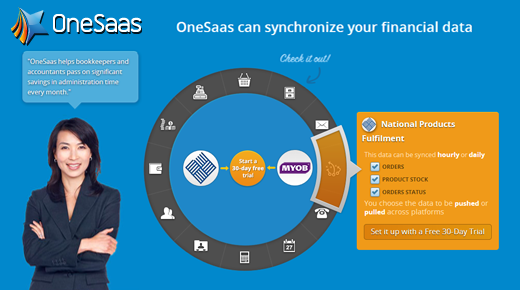 OneSaas
OneSaas can synchronize your financial data
"OneSaas helps bookkeepers and
accountants pass on significant
savings in administration time
every month."
Check it out!
Start a
30-day free
trial
MYOB
27
National Products
Fulfilment
This data can be synced hourly or daily
ORDERS
PRODUCT STOCK
ORDERS STATUS
You choose the data to be pushed or
pulled across platforms
Set it up with a Free 30-Day Trial